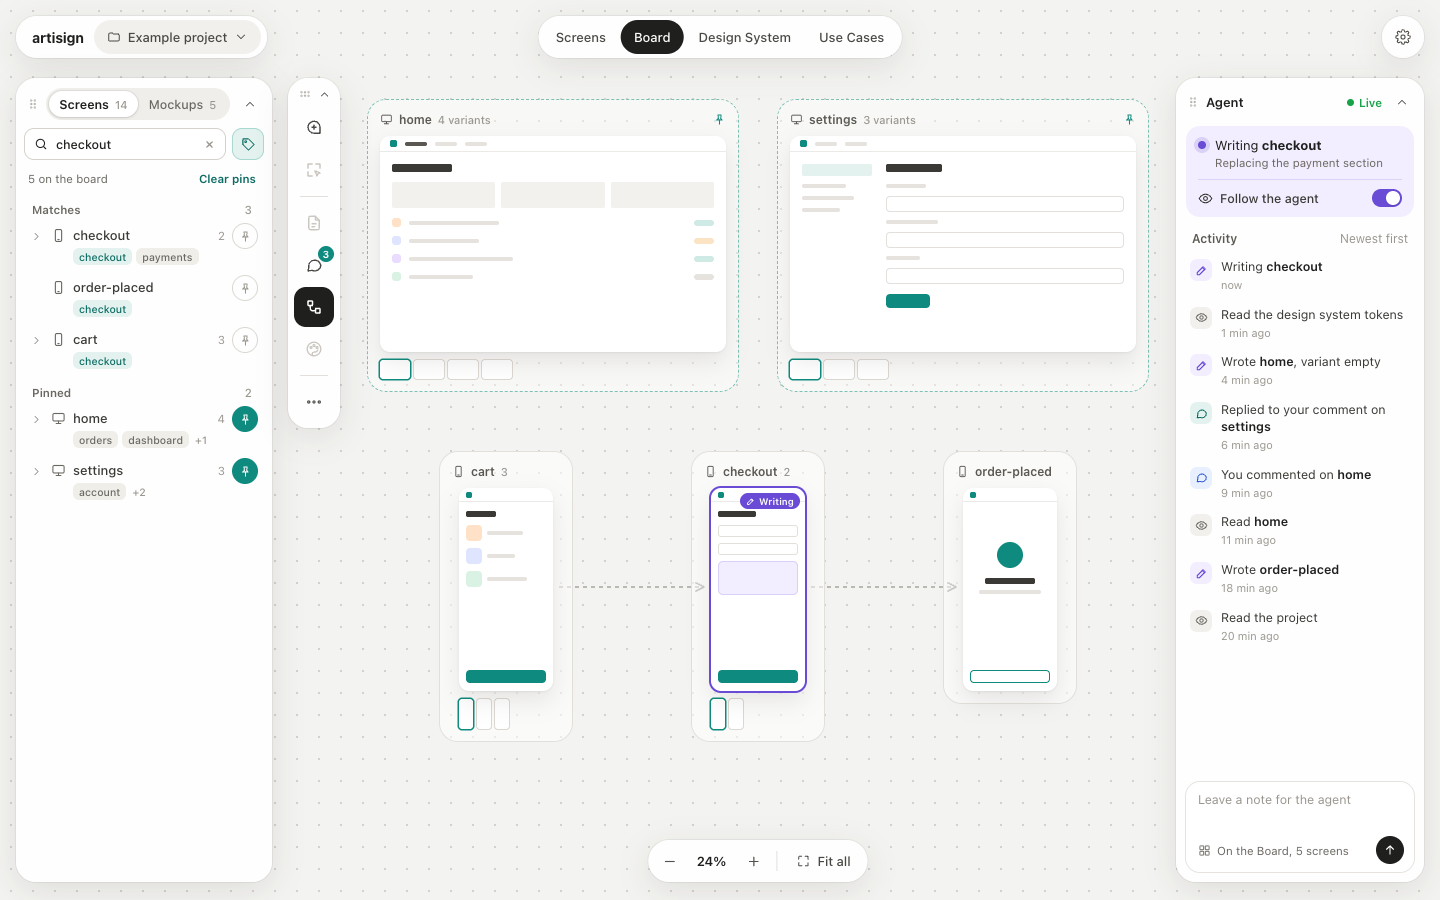 artisign
Example project
Screens
Board
Design System
Use Cases
Screens 14
Mockups 5
checkout
5 on the board
Clear pins
Matches 3
checkout 2
checkout payments
order-placed
checkout
cart 3
checkout
Pinned 2
home 4
orders dashboard +1
settings 3
account +2
3
home 4 variants
settings 3 variants
cart 3
checkout 2
Writing
order-placed
24%
Fit all
Agent
Live
Writing checkout
Replacing the payment section
Follow the agent
Activity
Newest first
Writing checkout
now
Read the design system tokens
1 min ago
Wrote home, variant empty
4 min ago
Replied to your comment on
settings
6 min ago
You commented on home
9 min ago
Read home
11 min ago
Wrote order-placed
18 min ago
Read the project
20 min ago
Leave a note for the agent
On the Board, 5 screens